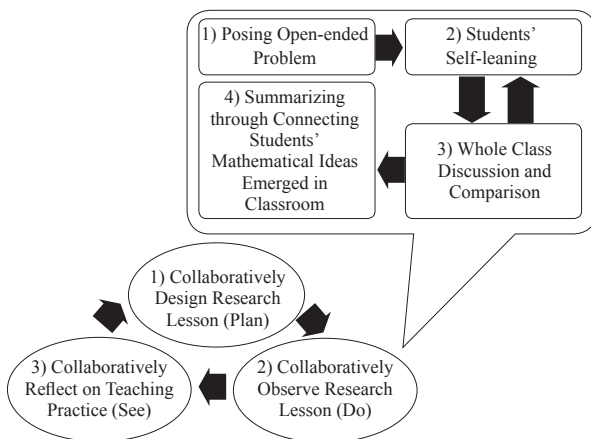 1) Posing Open-ended
Problem
2) Students’
Self-leaning
4) Summarizing
through Connecting
Students’
Mathematical Ideas
Emerged in
Classroom
3) Whole Class
Discussion and
Comparison
1) Collaboratively
Design Research
Lesson (Plan)
3) Collaboratively
Reflect on Teaching
Practice (See)
2) Collaboratively
Observe Research
Lesson (Do)